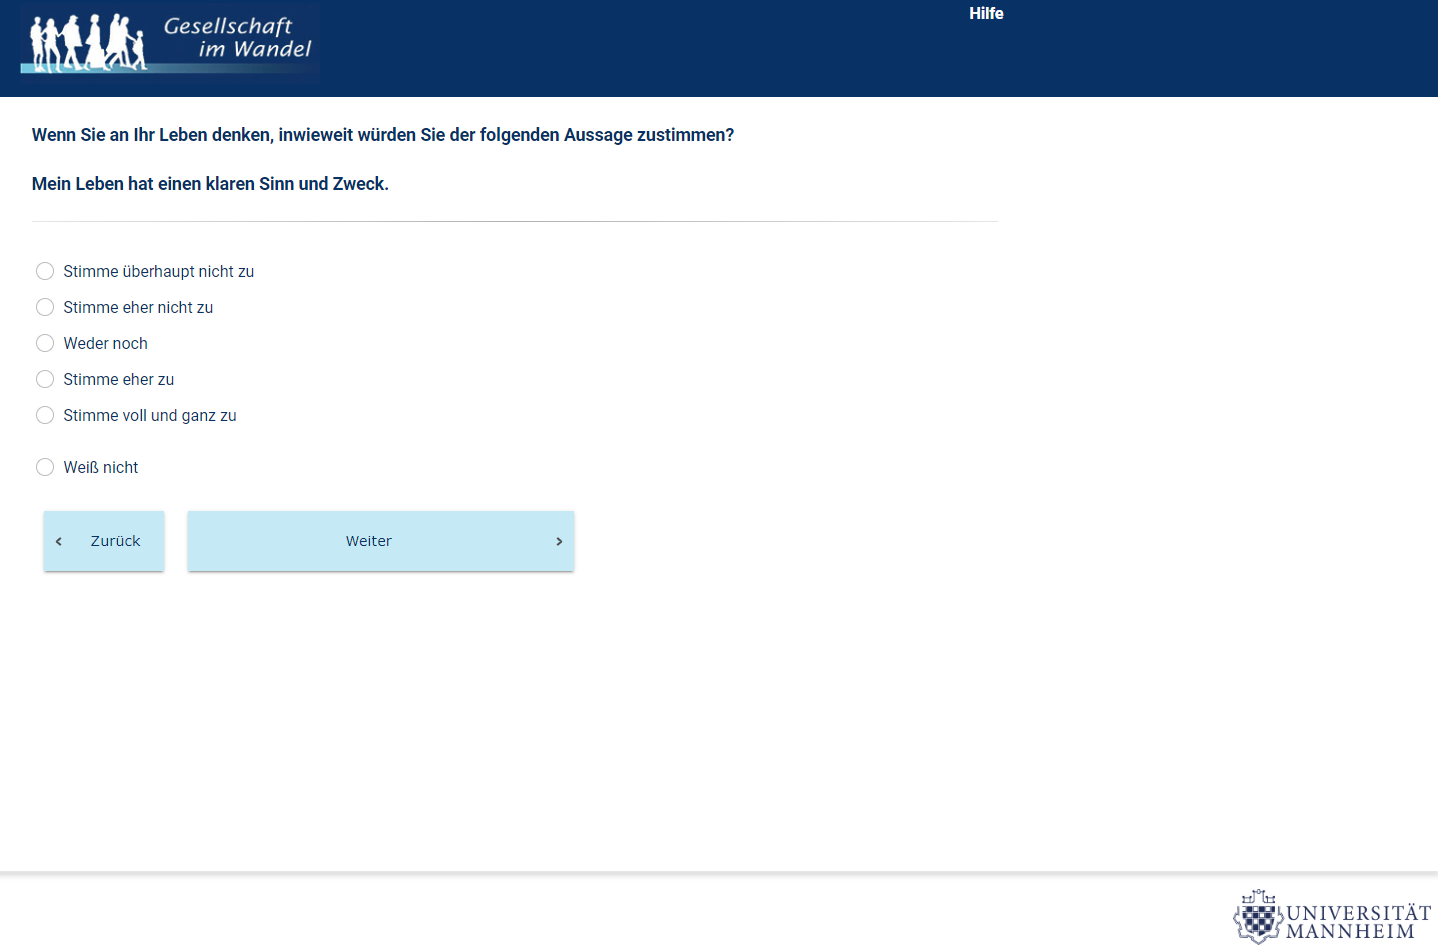 Gesellschaft
im Wandel
Hilfe
Wenn Sie an Ihr Leben denken, inwieweit würden Sie der folgenden Aussage zustimmen?
Mein Leben hat einen klaren Sinn und Zweck.
Stimme überhaupt nicht zu
Stimme eher nicht zu
Weder noch
Stimme eher zu
Stimme voll und ganz zu
Weiß nicht
Zurück
Weiter
UNIVERSITÄT
MANNHEIM